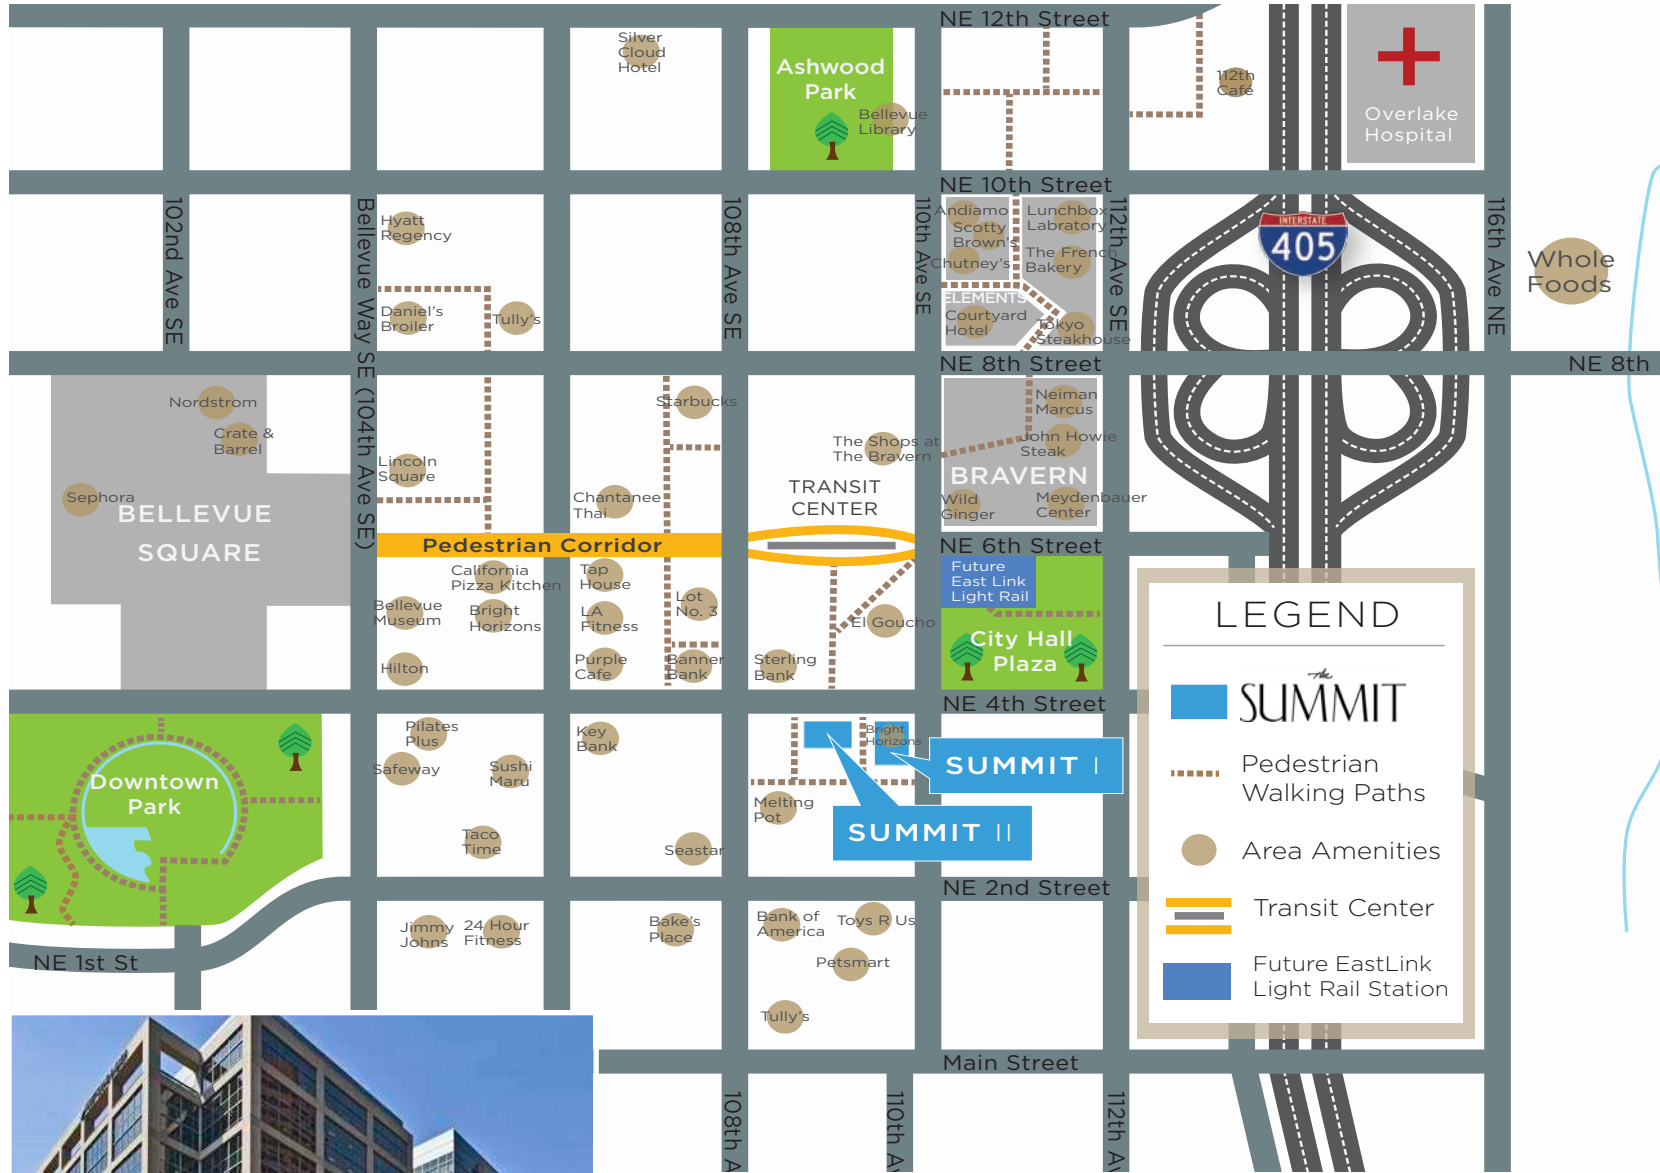 NE 12th Street
Silver
Cloud
Hotel
Ashwood
Park
Bellevue
Library
112th
Café
Overlake
Hospital
NE 10th Street
102nd Ave SE
Bellevue Way SE (104th Ave SE)
108th Ave SE
110th Ave SE
112th Ave SE
116th Ave NE
Hyatt
Regency
Andiamo
Scotty
Brown's
Chutney's
Lunchbox
Labratory
The French
Bakery
INTERSTATE
405
Whole
Foods
Daniel's
Broiler
Tully's
ELEMENTS
Courtyard
Hotel
Tokyo
Steakhouse
NE 8th Street
NE 8th
Nordstrom
Crate &
Barrel
Sephora
BELLEVUE
SQUARE
Lincoln
Square
Starbucks
Chantanee
Thai
The Shops at
The Bravern
TRANSIT
CENTER
Neiman
Marcus
John Howie
Steak
BRAVERN
Wild
Ginger
Meydenbauer
Center
Pedestrian Corridor
NE 6th Street
California
Pizza Kitchen
Tap
House
Bellevue
Museum
Bright
Horizons
LA
Fitness
Lot
No. 3
El Goucho
Future
East Link
Light Rail
City Hall
Plaza
Hilton
Purple
Cafe
Banner
Bank
Sterling
Bank
NE 4th Street
Pilates
Plus
Key
Bank
Safeway
Sushi
Maru
Bright
Horizons
SUMMIT I
Downtown
Park
Melting
Pot
SUMMIT II
Taco
Time
Seastar
NE 2nd Street
Jimmy
Johns
24 Hour
Fitness
Bake's
Place
Bank of
America
Toys R Us
Petsmart
Tully's
NE 1st St
Main Street
108th A
110th Av
112th Av
LEGEND
the
SUMMIT
Pedestrian
Walking Paths
Area Amenities
Transit Center
Future EastLink
Light Rail Station